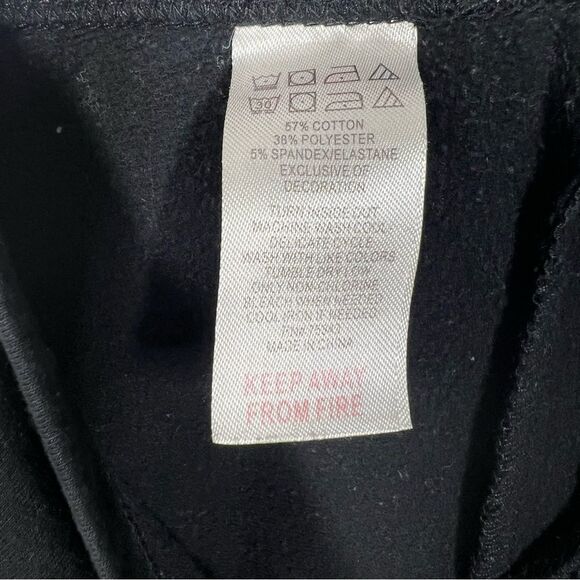 30
57% COTTON
38% POLYESTER
5% SPANDEX/ELASTANE
EXCLUSIVE OF
DECORATION
TURN INSIDE OUT
MACHINE WASH COOL
DELICATE CYCLE
WASH WITH LIKE COLORS
TUMBLE DRY LOW
ONLY NON-CHLORINE
BLEACH WHEN NEEDED
COOL IRON IF NEEDED
MADE IN CHINA
KEEP AWAY
FROM FIRE